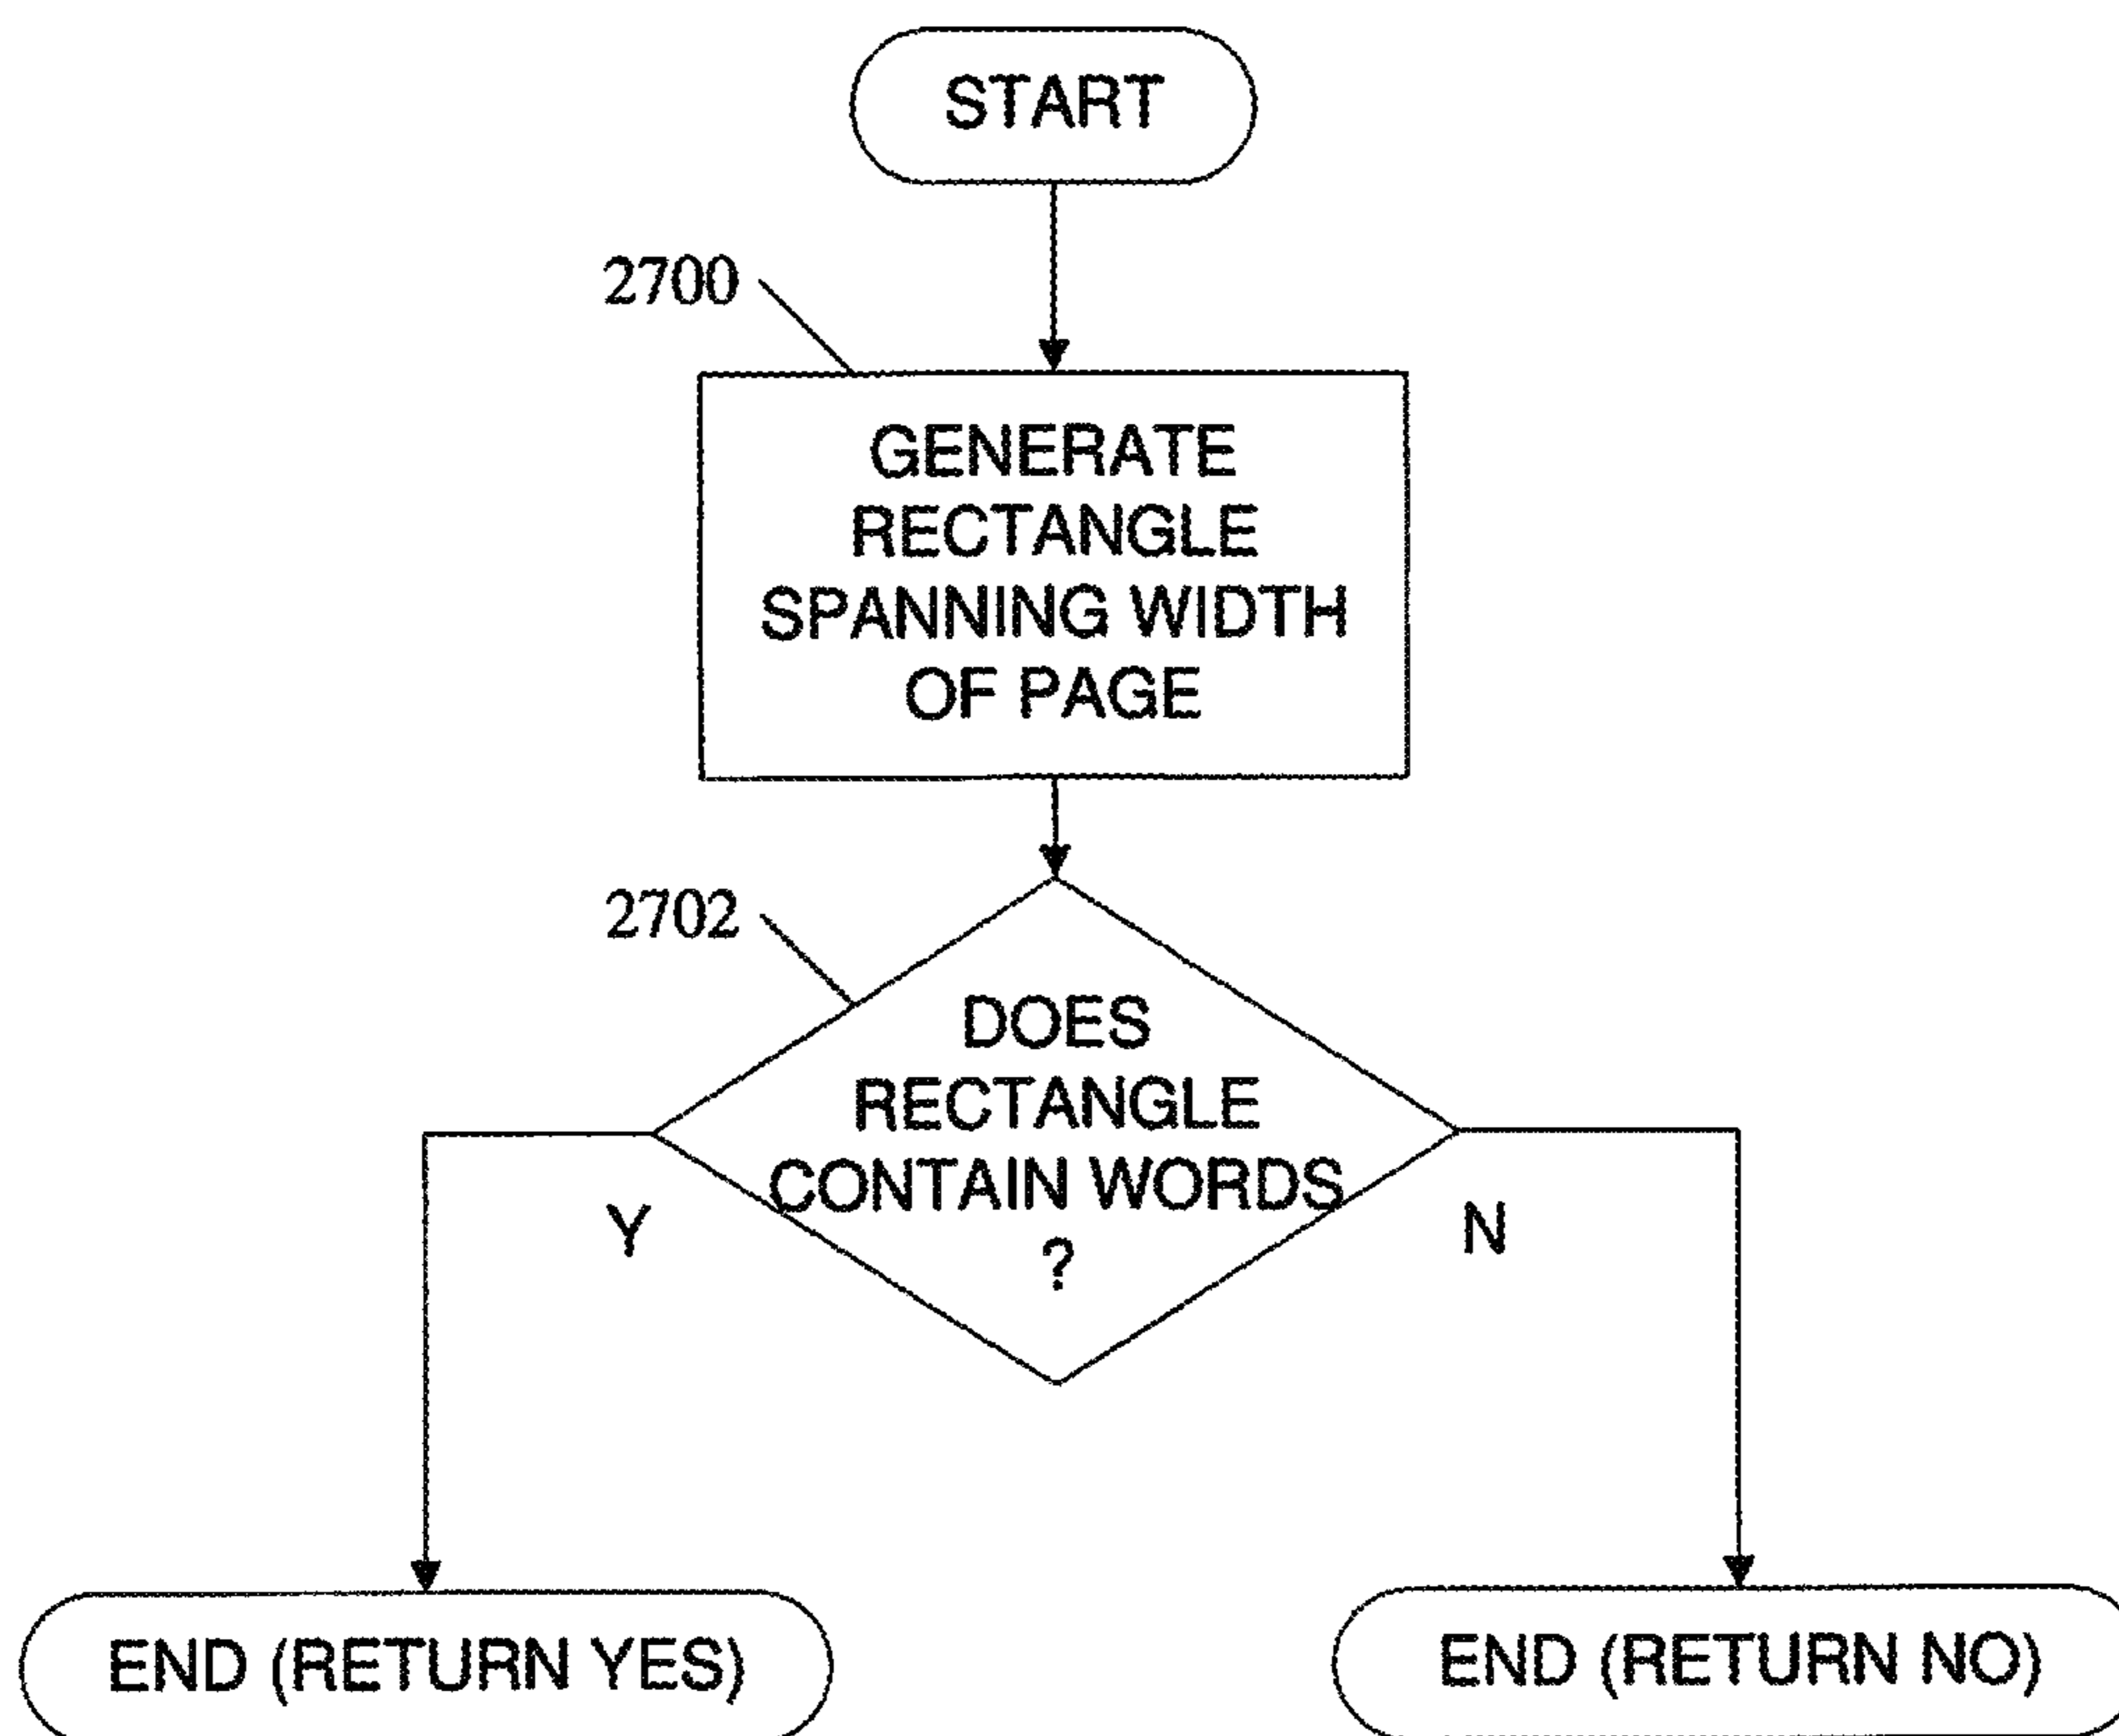 START
2700
GENERATE
RECTANGLE
SPANNING WIDTH
OF PAGE
2702
DOES
RECTANGLE
CONTAIN WORDS
?
Y
N
END (RETURN YES)
END (RETURN NO)